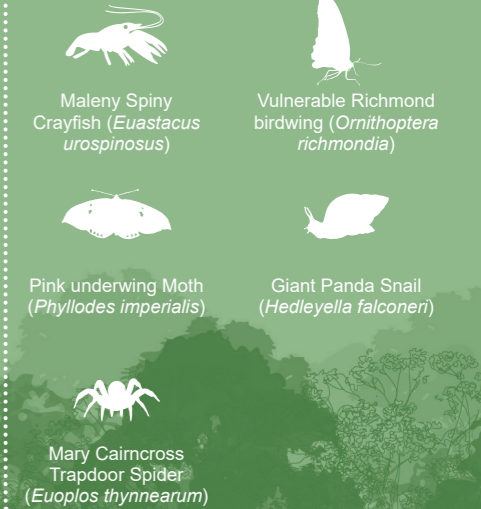 Maleny Spiny
Crayfish (Euastacus
urospinosus)
Vulnerable Richmond
birdwing (Ornithoptera
richmondia)
Pink underwing Moth
(Phyllodes imperialis)
Giant Panda Snail
(Hedleyella falconeri)
Mary Cairncross
Trapdoor Spider
(Euoplos thynnearum)